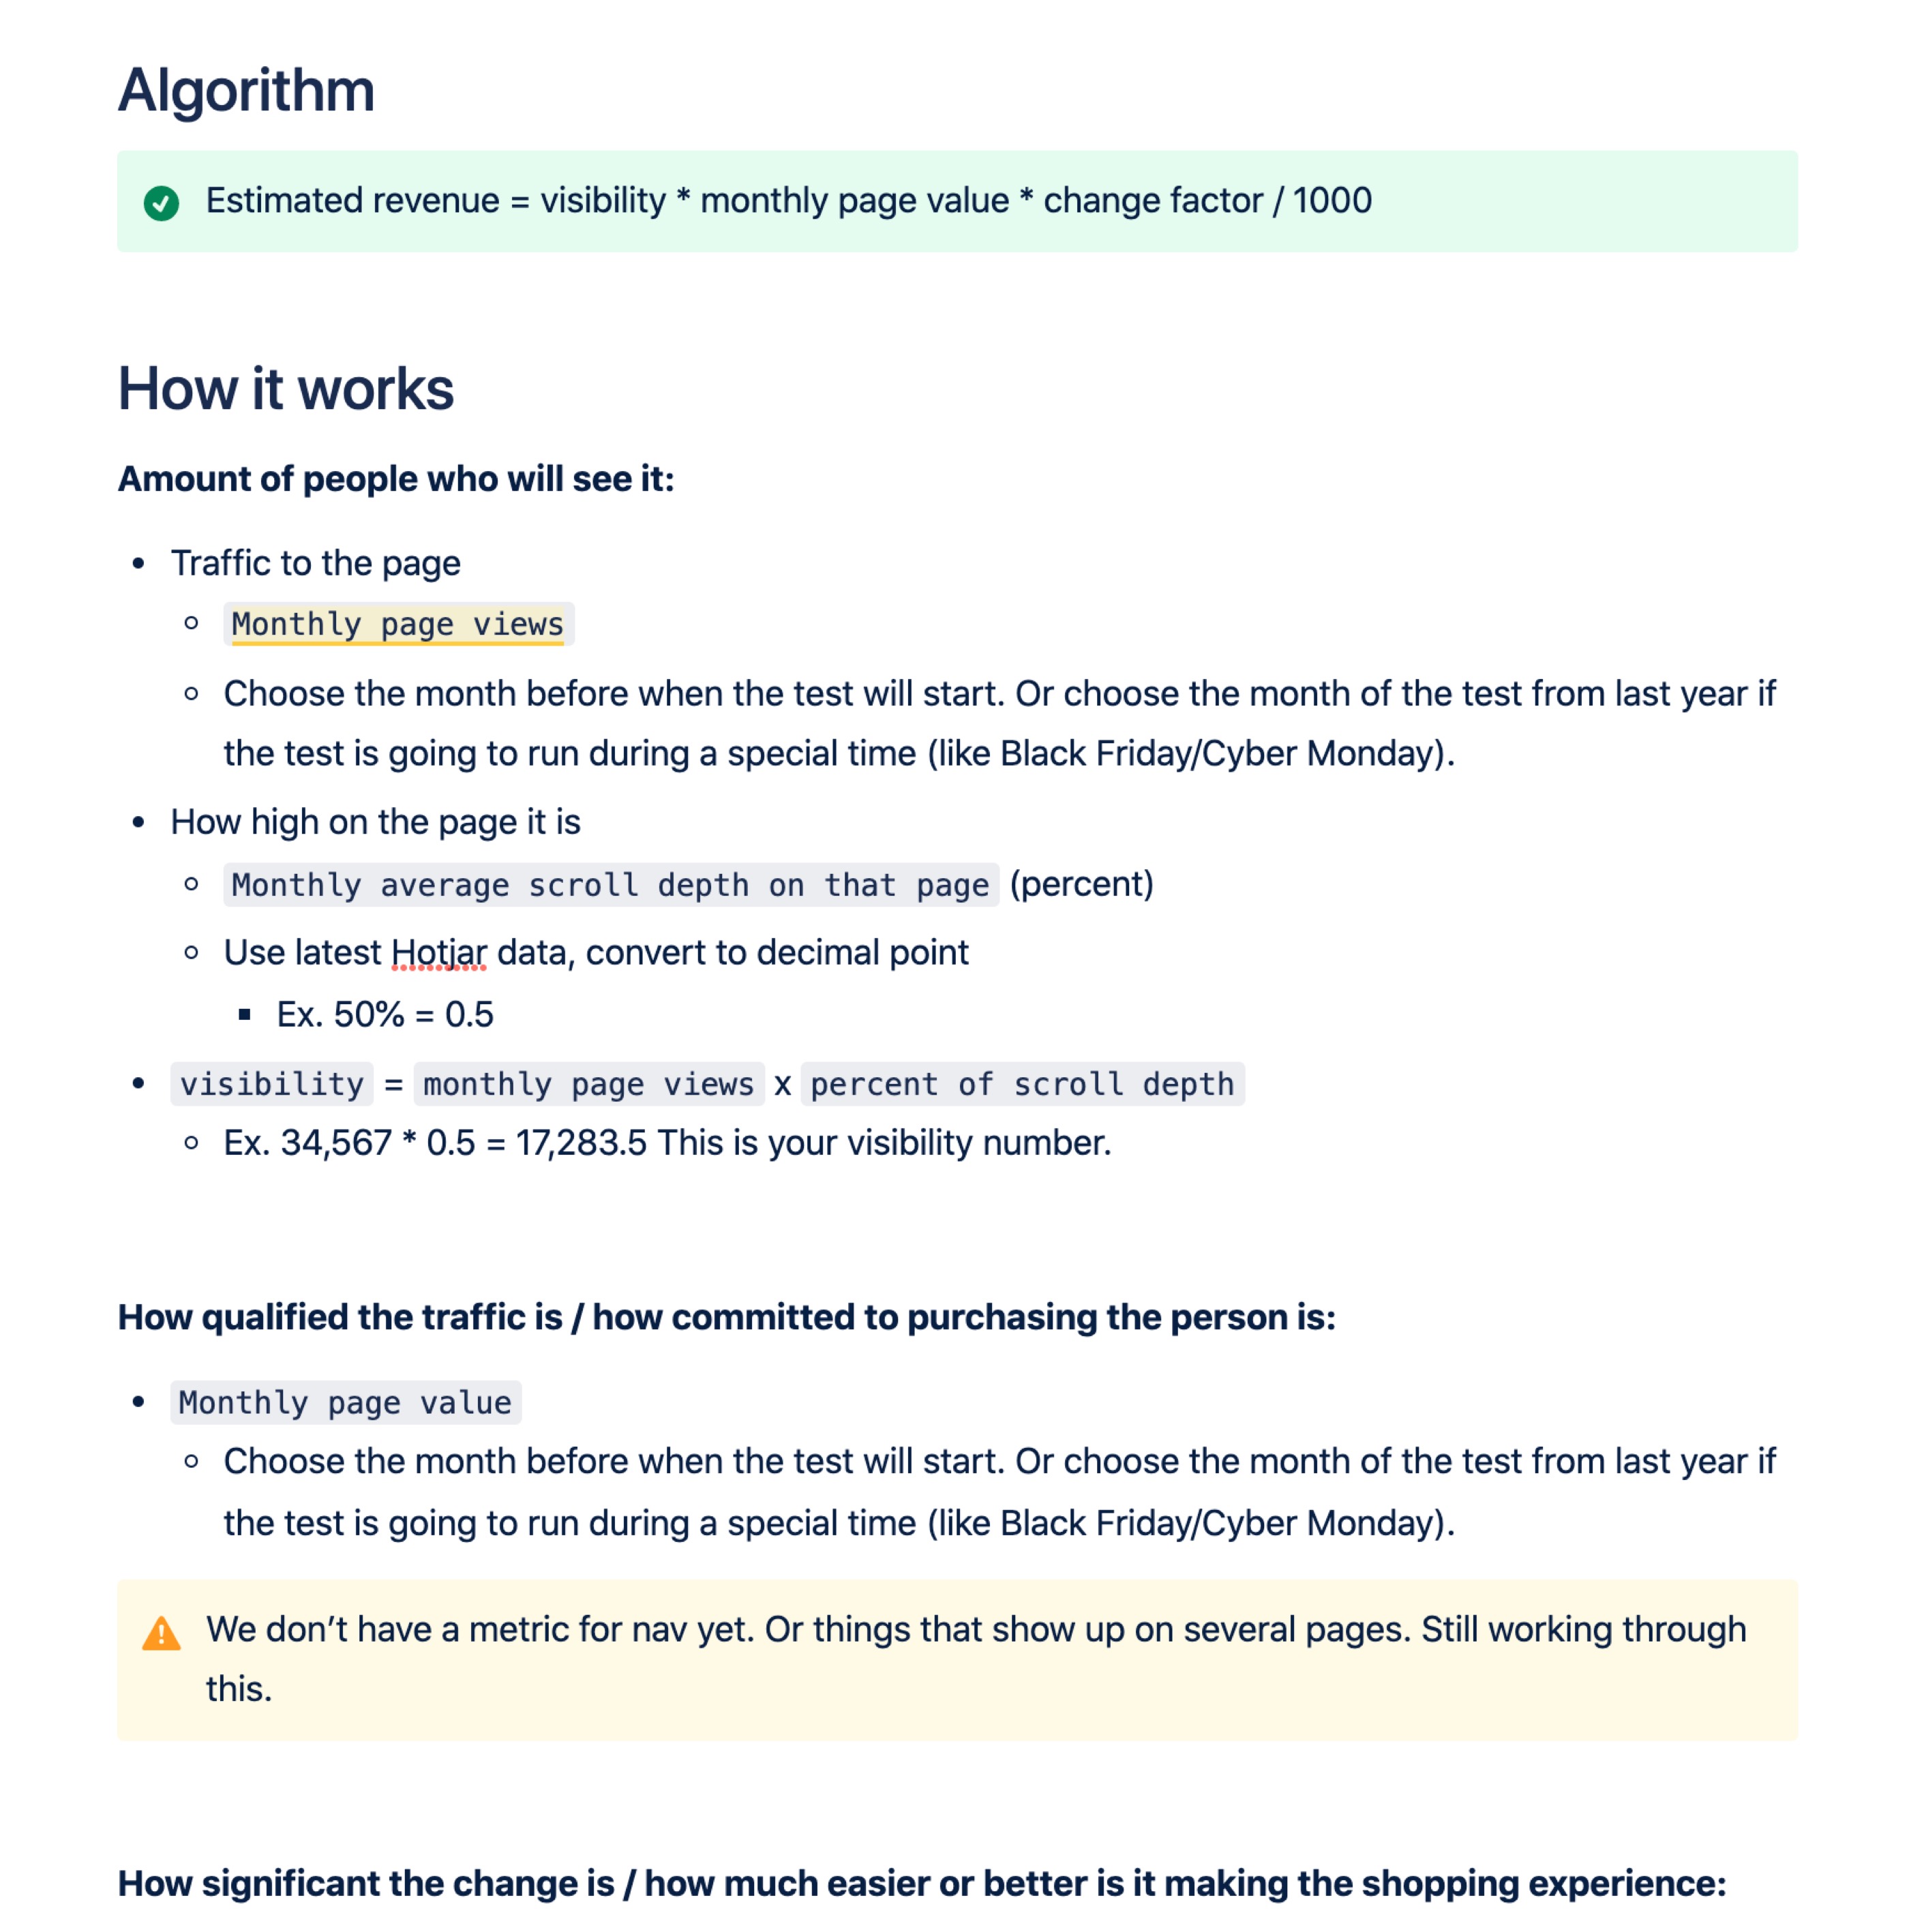 Algorithm
Estimated revenue = visibility * monthly page value * change factor / 1000
How it works
Amount of people who will see it:
• Traffic to the page
◦ Monthly page views
◦ Choose the month before when the test will start. Or choose the month of the test from last year if
the test is going to run during a special time (like Black Friday/Cyber Monday).
• How high on the page it is
◦ Monthly average scroll depth on that page (percent)
◦ Use latest Hotjar data, convert to decimal point
▪ Ex. 50% = 0.5
• visibility = monthly page views x percent of scroll depth
◦ Ex. 34,567 * 0.5 = 17,283.5 This is your visibility number.
How qualified the traffic is / how committed to purchasing the person is:
• Monthly page value
◦ Choose the month before when the test will start. Or choose the month of the test from last year if
the test is going to run during a special time (like Black Friday/Cyber Monday).
We don’t have a metric for nav yet. Or things that show up on several pages. Still working through
this.
How significant the change is / how much easier or better is it making the shopping experience: